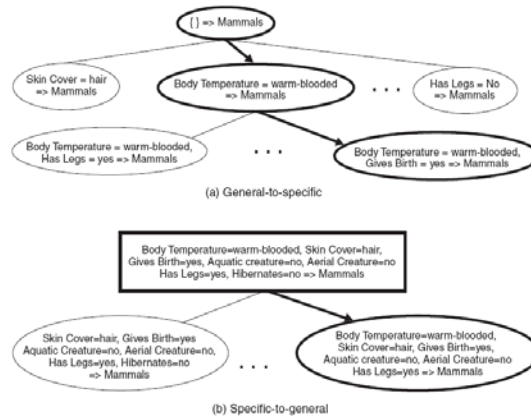 { } => Mammals
Skin Cover = hair
=> Mammals
Body Temperature = warm-blooded
=> Mammals
. . .
Has Legs = No
=> Mammals
Body Temperature = warm-blooded,
Has Legs = yes => Mammals
. . .
Body Temperature = warm-blooded,
Gives Birth = yes => Mammals
(a) General-to-specific
Body Temperature=warm-blooded, Skin Cover=hair,
Gives Birth=yes, Aquatic creature=no, Aerial Creature=no
Has Legs=yes, Hibernates=no => Mammals
Skin Cover=hair, Gives Birth=yes
Aquatic Creature=no, Aerial Creature=no,
Has Legs=yes, Hibernates=no
=> Mammals
. . .
Body Temperature=warm-blooded,
Skin Cover=hair, Gives Birth=yes,
Aquatic creature=no, Aerial Creature=no
Has Legs=yes => Mammals
(b) Specific-to-general